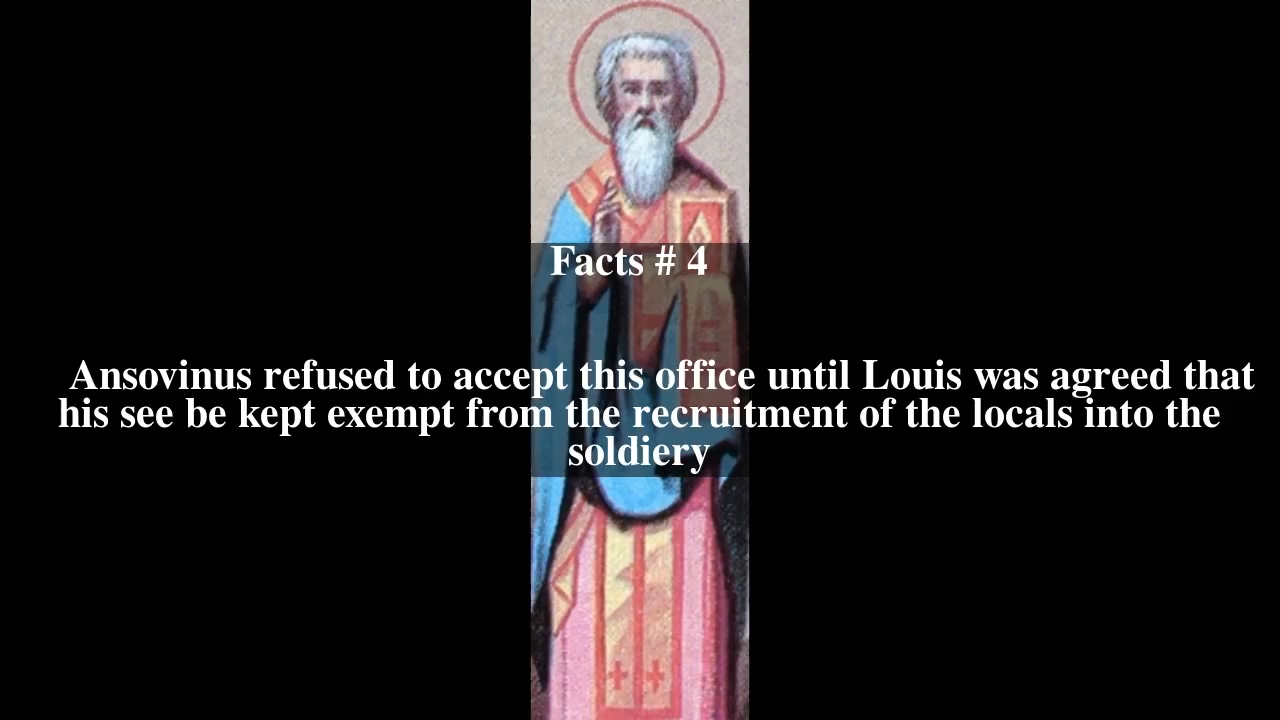 Facts # 4
Ansovinus refused to accept this office until Louis was agreed that
his see be kept exempt from the recruitment of the locals into the
soldiery